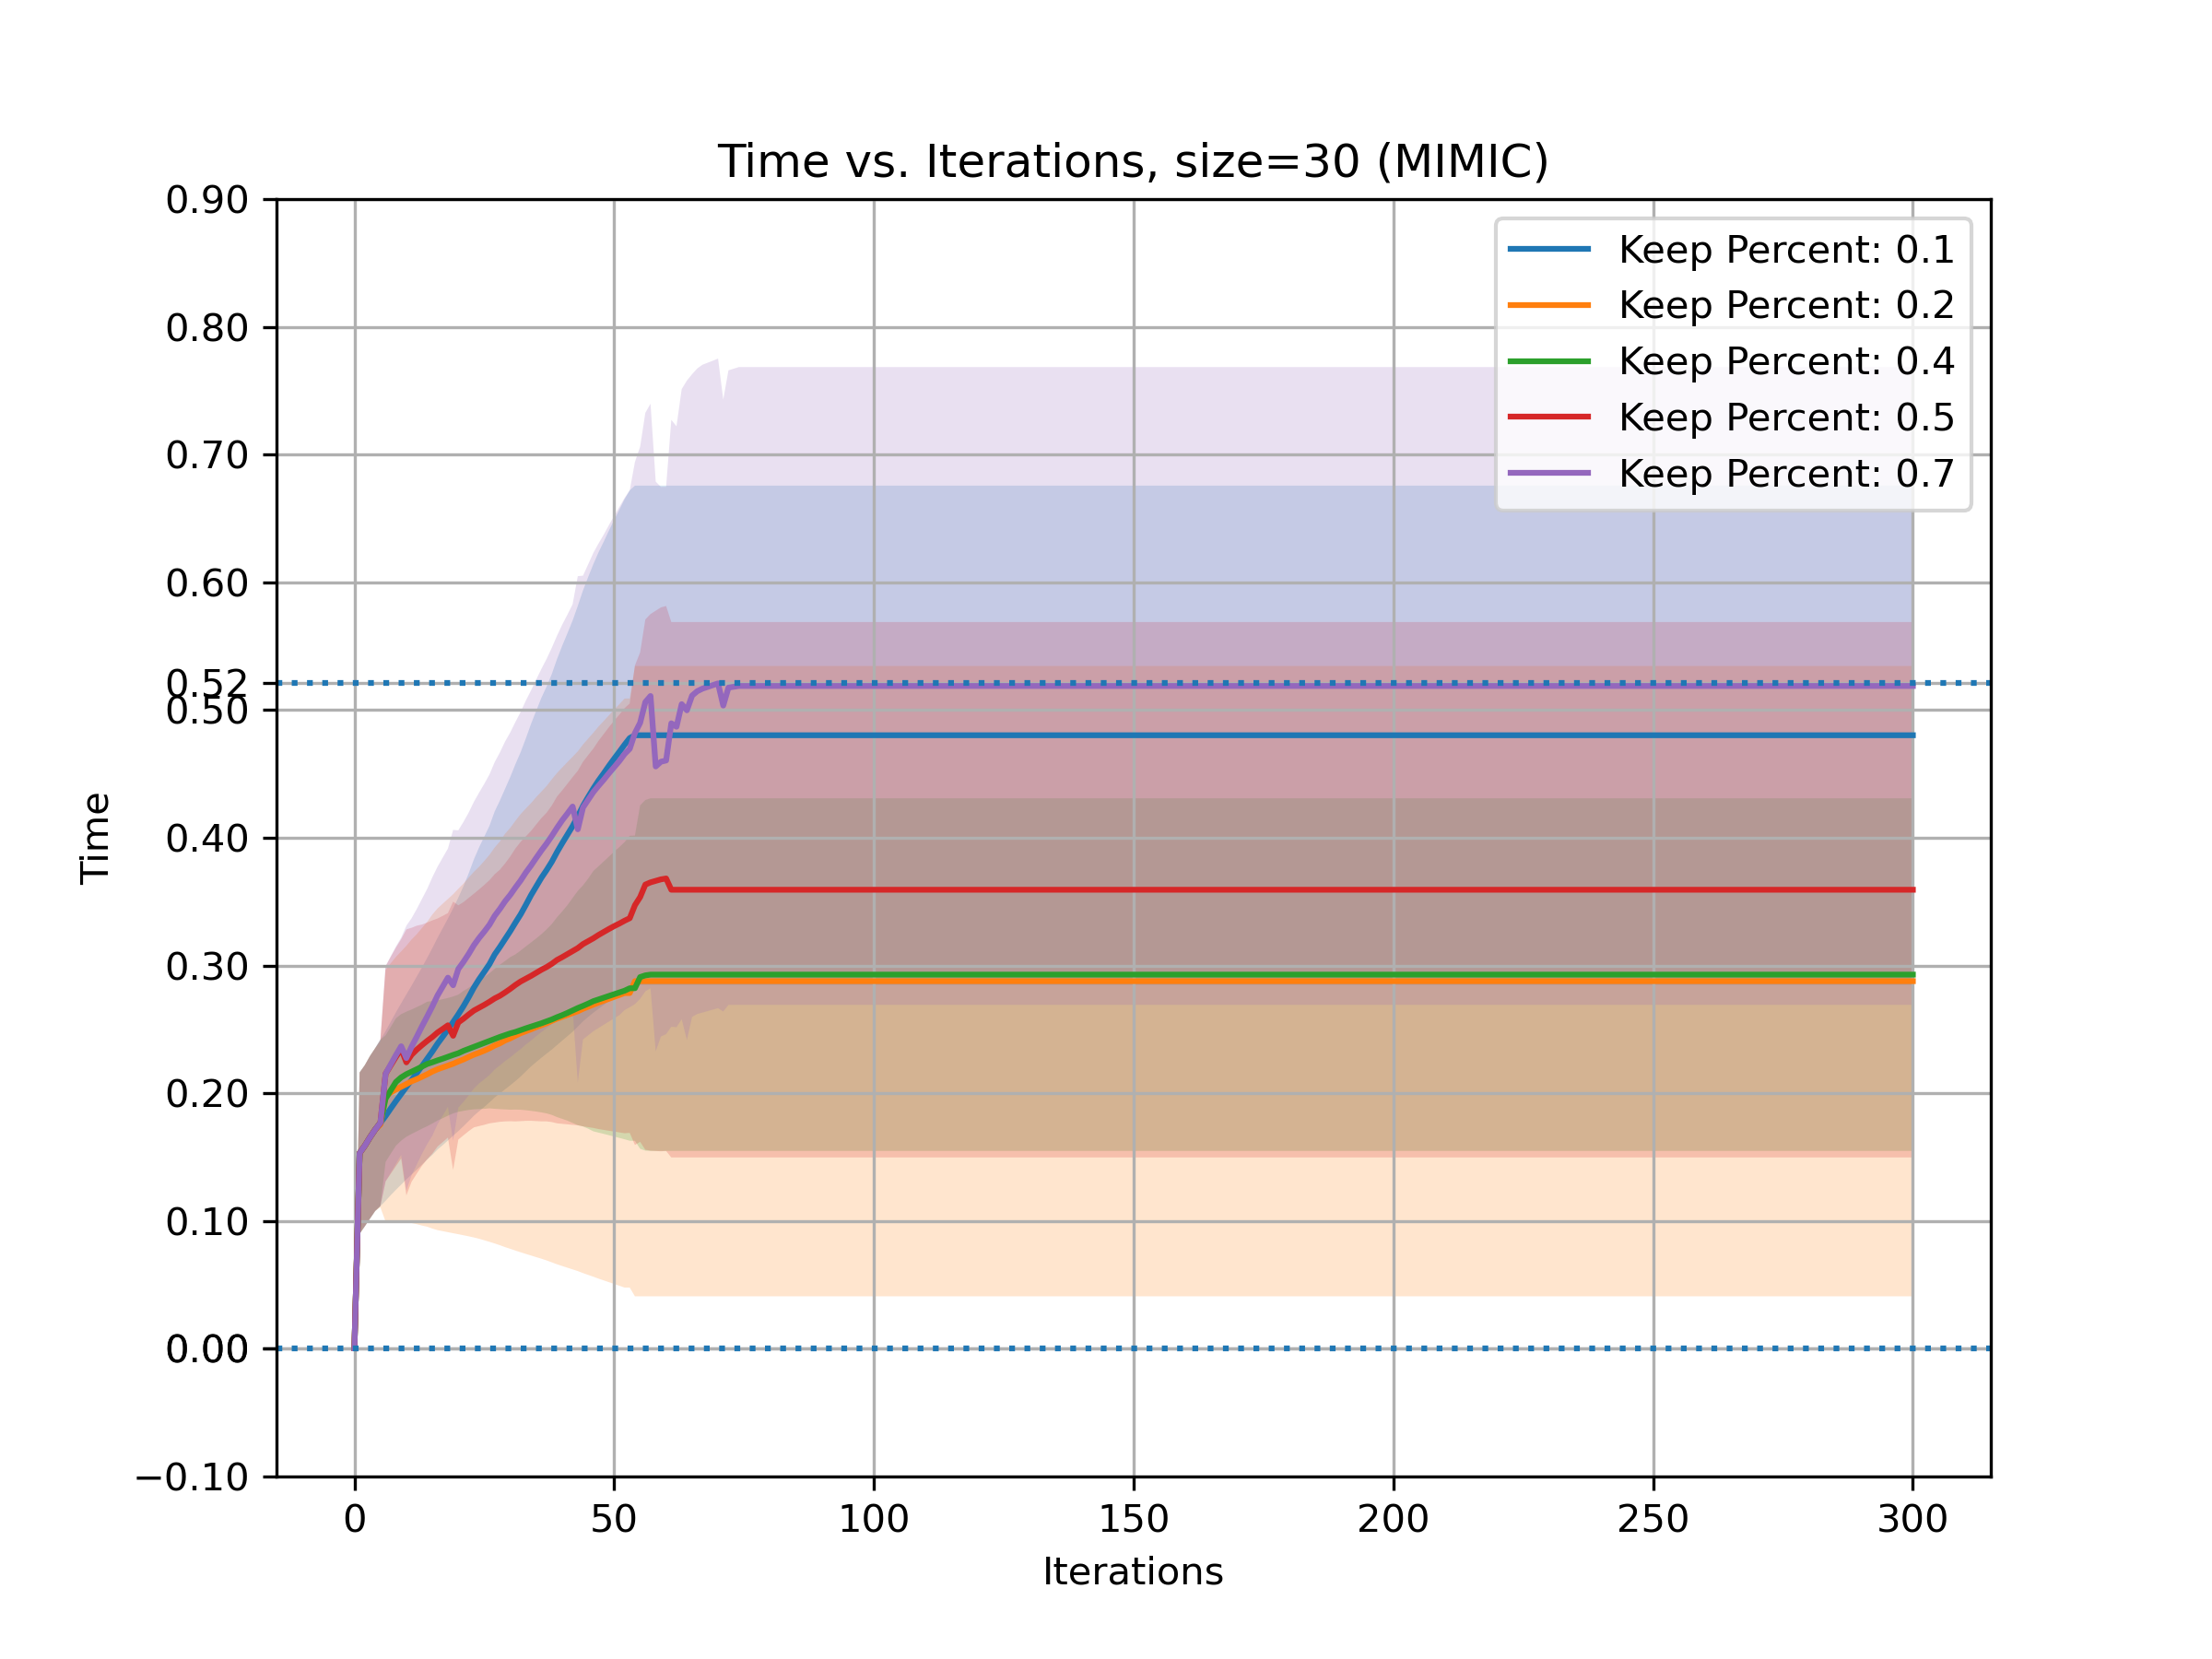 Time vs. Iterations, size=30 (MIMIC)
0.90
0.80
0.70
0.60
0.52
0.50
0.40
0.30
0.20
0.10
0.00
−0.10
Time
Keep Percent: 0.1
Keep Percent: 0.2
Keep Percent: 0.4
Keep Percent: 0.5
Keep Percent: 0.7
0 50 100 150 200 250 300
Iterations